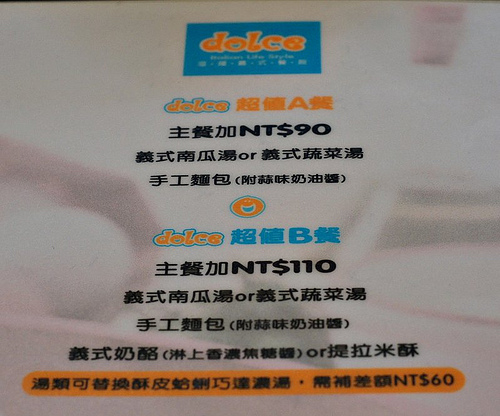 dolce
Italian Life Style
dolce 超值A餐
主餐加NT$90
義式南瓜湯or 義式蔬菜湯
手工麵包(附蒜味奶油醬)
dolce 超值B餐
主餐加NT$110
義式南瓜湯or義式蔬菜湯
手工麵包(附蒜味奶油醬)
義式奶酪(淋上香濃焦糖醬)or提拉米酥
湯類可替換酥皮蛤蜊巧達濃湯，需補差額NT$60